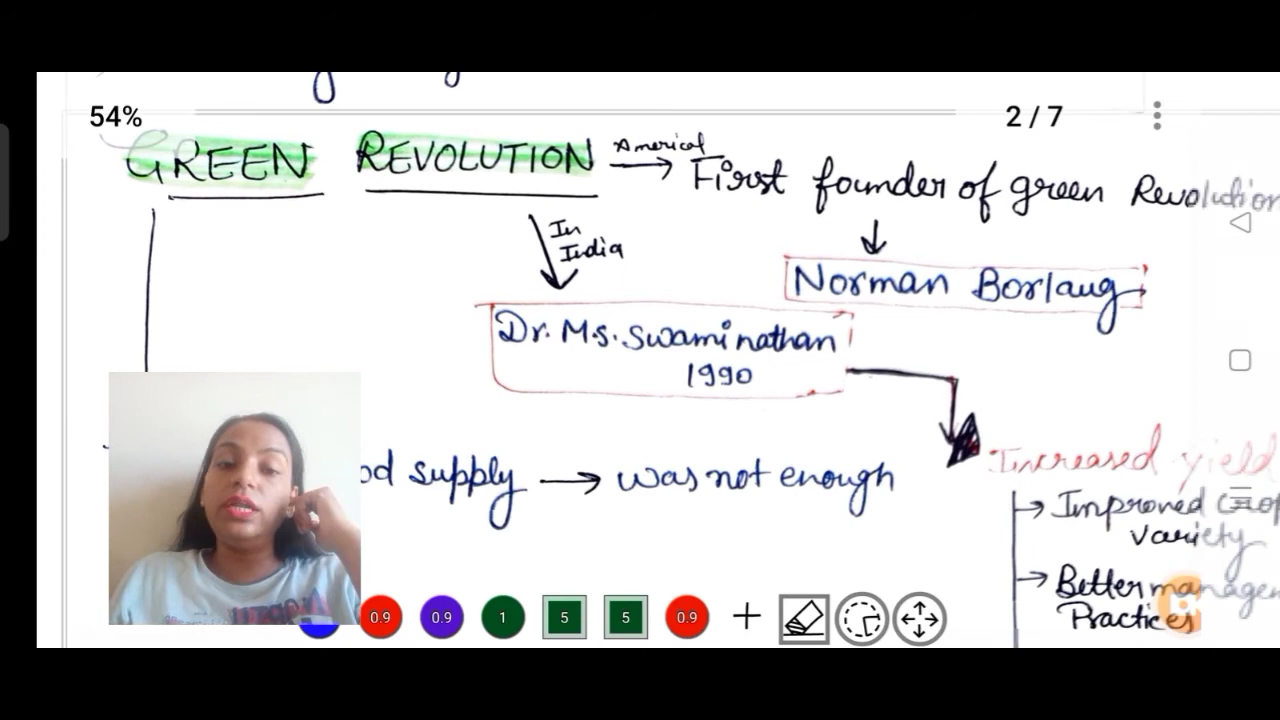 54%
2/7
GREEN REVOLUTION
America
First founder of green Revolution
In
India
Norman Borlaug
Dr. M.S. Swaminathan
1990
od supply → was not enough
Increased yield
→ Improved
variety
→ Better manage
Practices
0.9
0.9
1
5
5
0.9